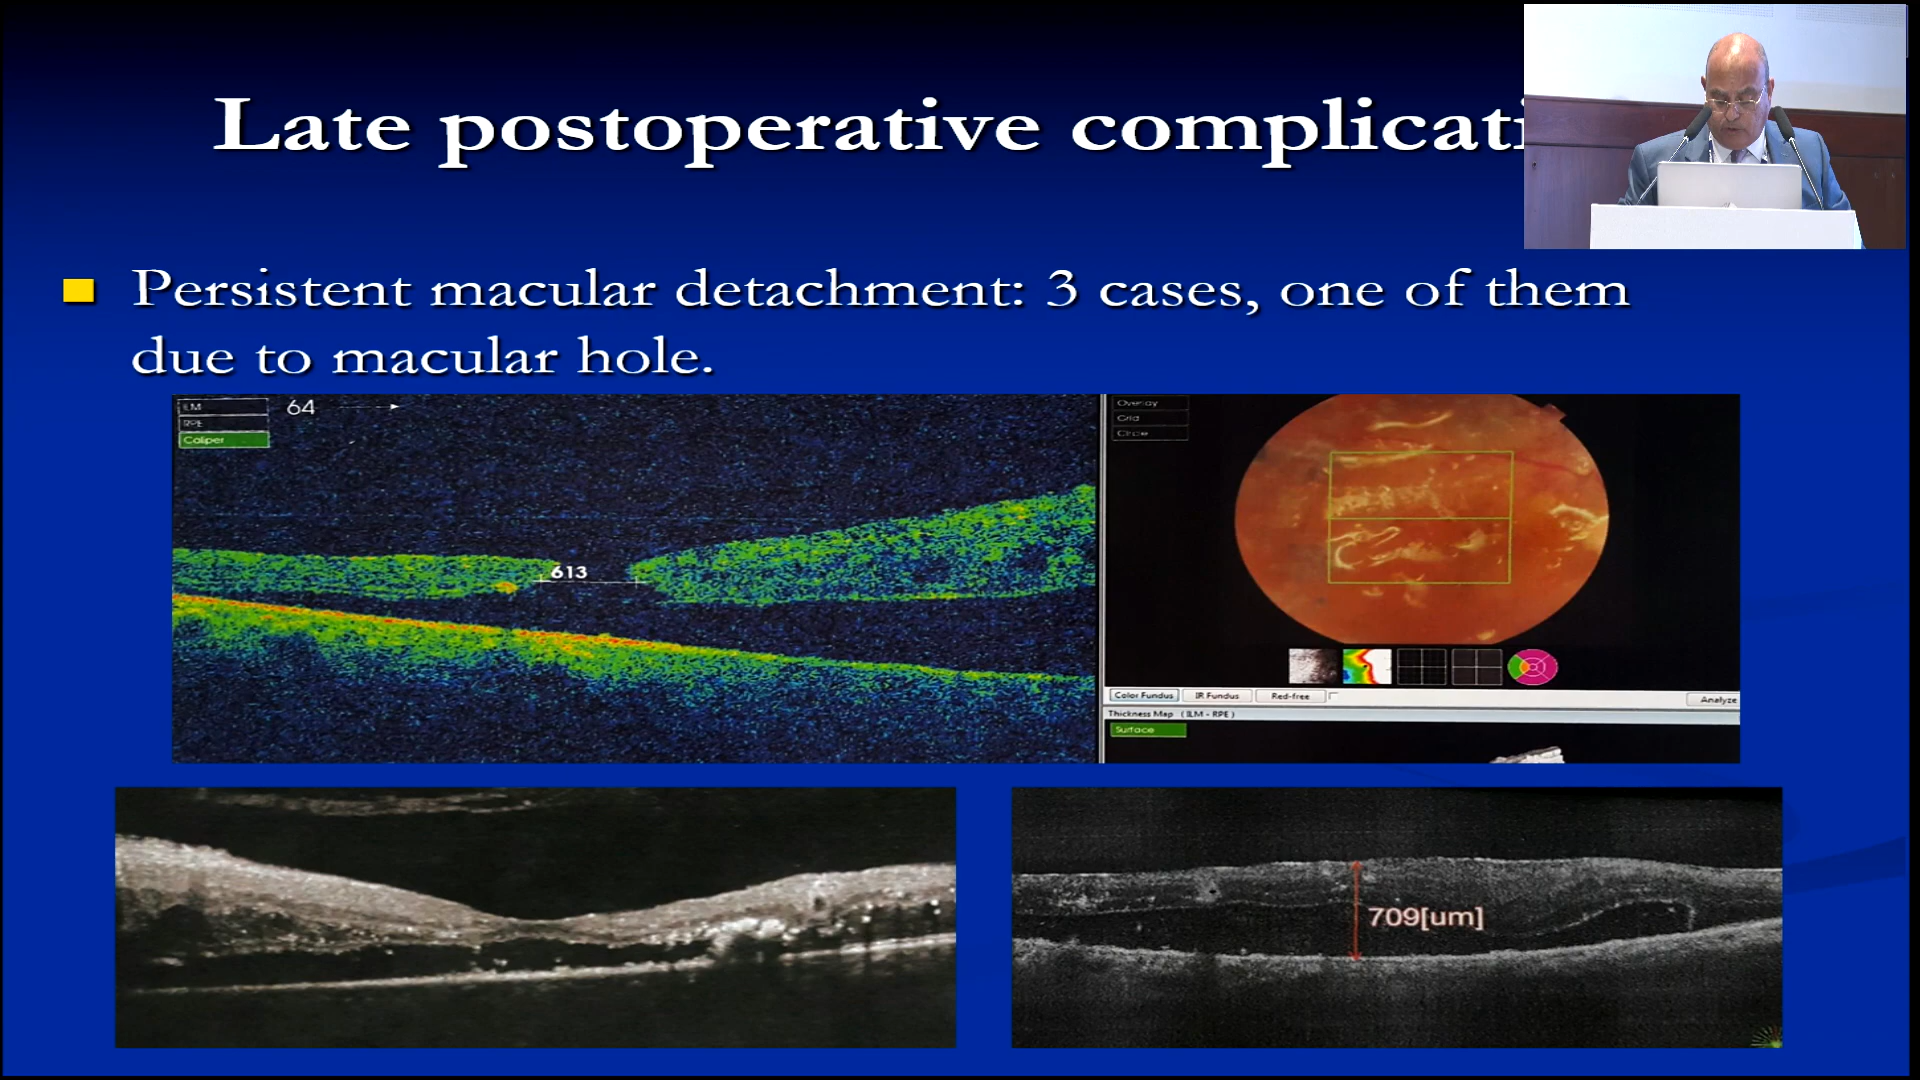 Late postoperative complicati
Persistent macular detachment: 3 cases, one of them
due to macular hole.
ILM
RPE
Caliper
64
613
Overlay
Grid
Circle
Color Fundus
IR Fundus
Red-free
Analyze
Thickness Map ( ILM - RPE )
Surface
709[um]